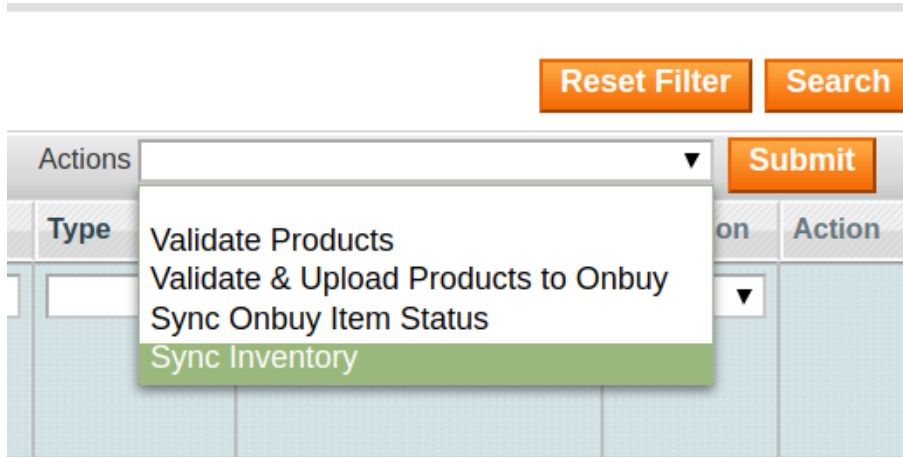 Reset Filter Search
Actions Submit
Type on Action
Validate Products
Validate & Upload Products to Onbuy
Sync Onbuy Item Status
Sync Inventory